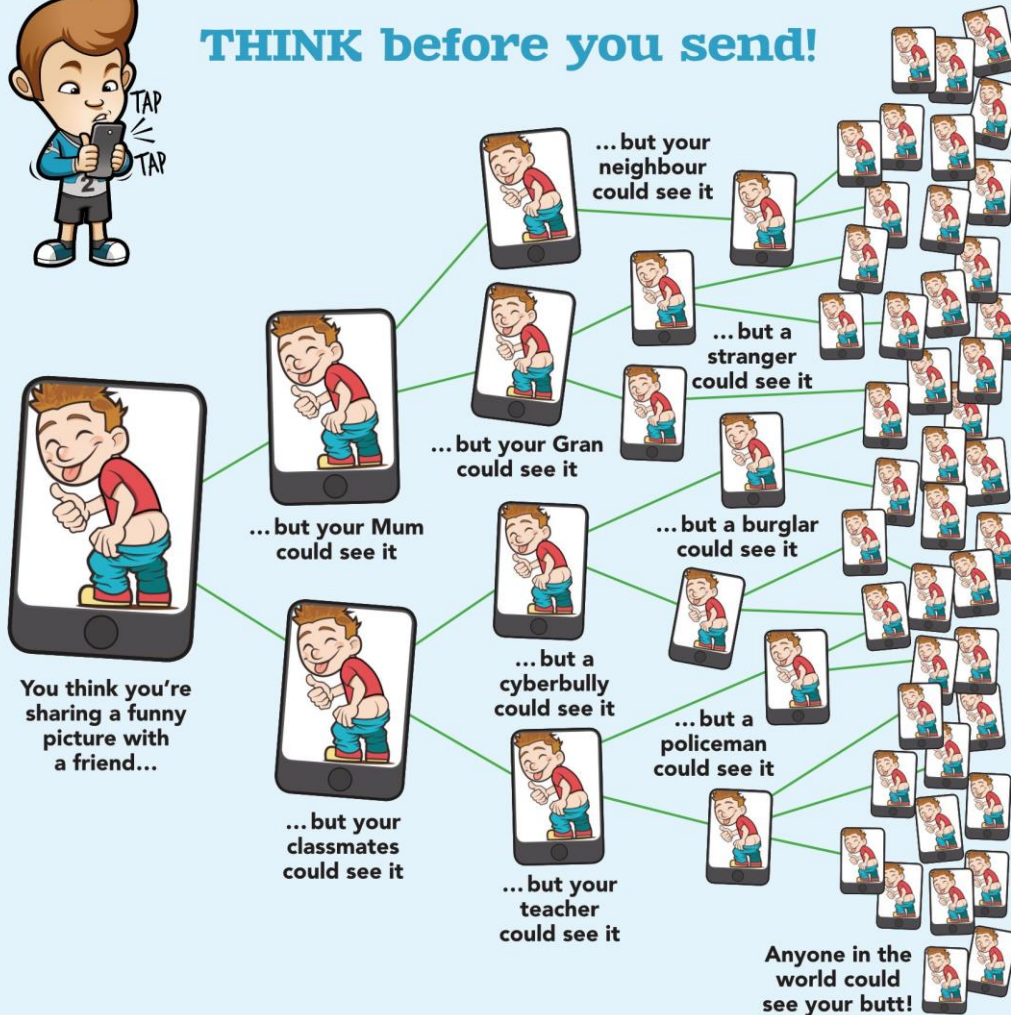 THINK before you send!
TAP
TAP
...but your
neighbour
could see it
2
...but a
stranger
could see it
...but your Gran
could see it
...but your Mum
could see it
...but a burglar
could see it
You think you're
sharing a funny
picture with
a friend...
...but a
cyberbully
could see it
...but a
policeman
could see it
...but your
classmates
could see it
...but your
teacher
could see it
Anyone in the
world could
see your butt!